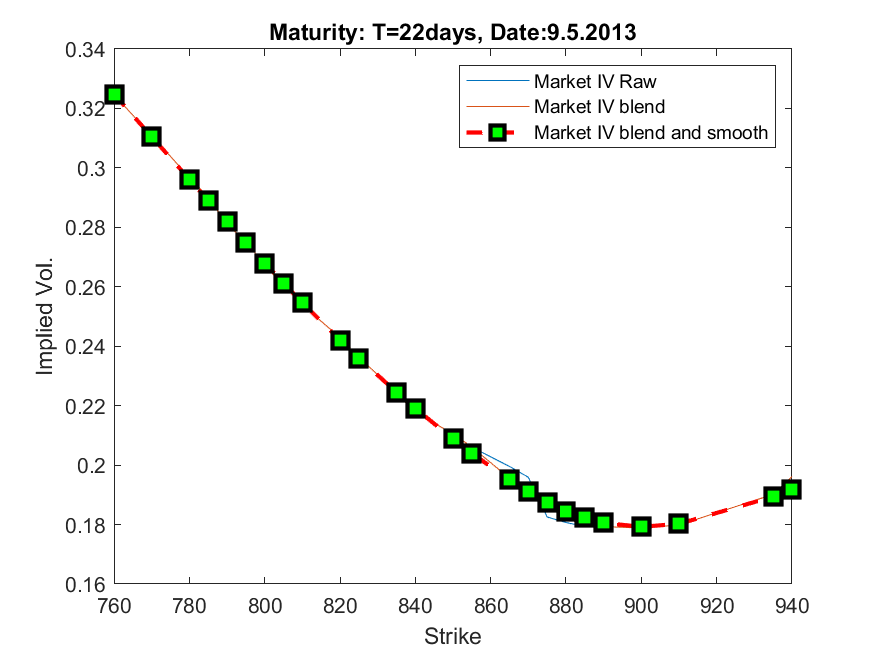 Maturity: T=22days, Date:9.5.2013
0.34
0.32
0.3
0.28
0.26
0.24
0.22
0.2
0.18
0.16
Implied Vol.
Market IV Raw
Market IV blend
Market IV blend and smooth
760 780 800 820 840 860 880 900 920 940
Strike